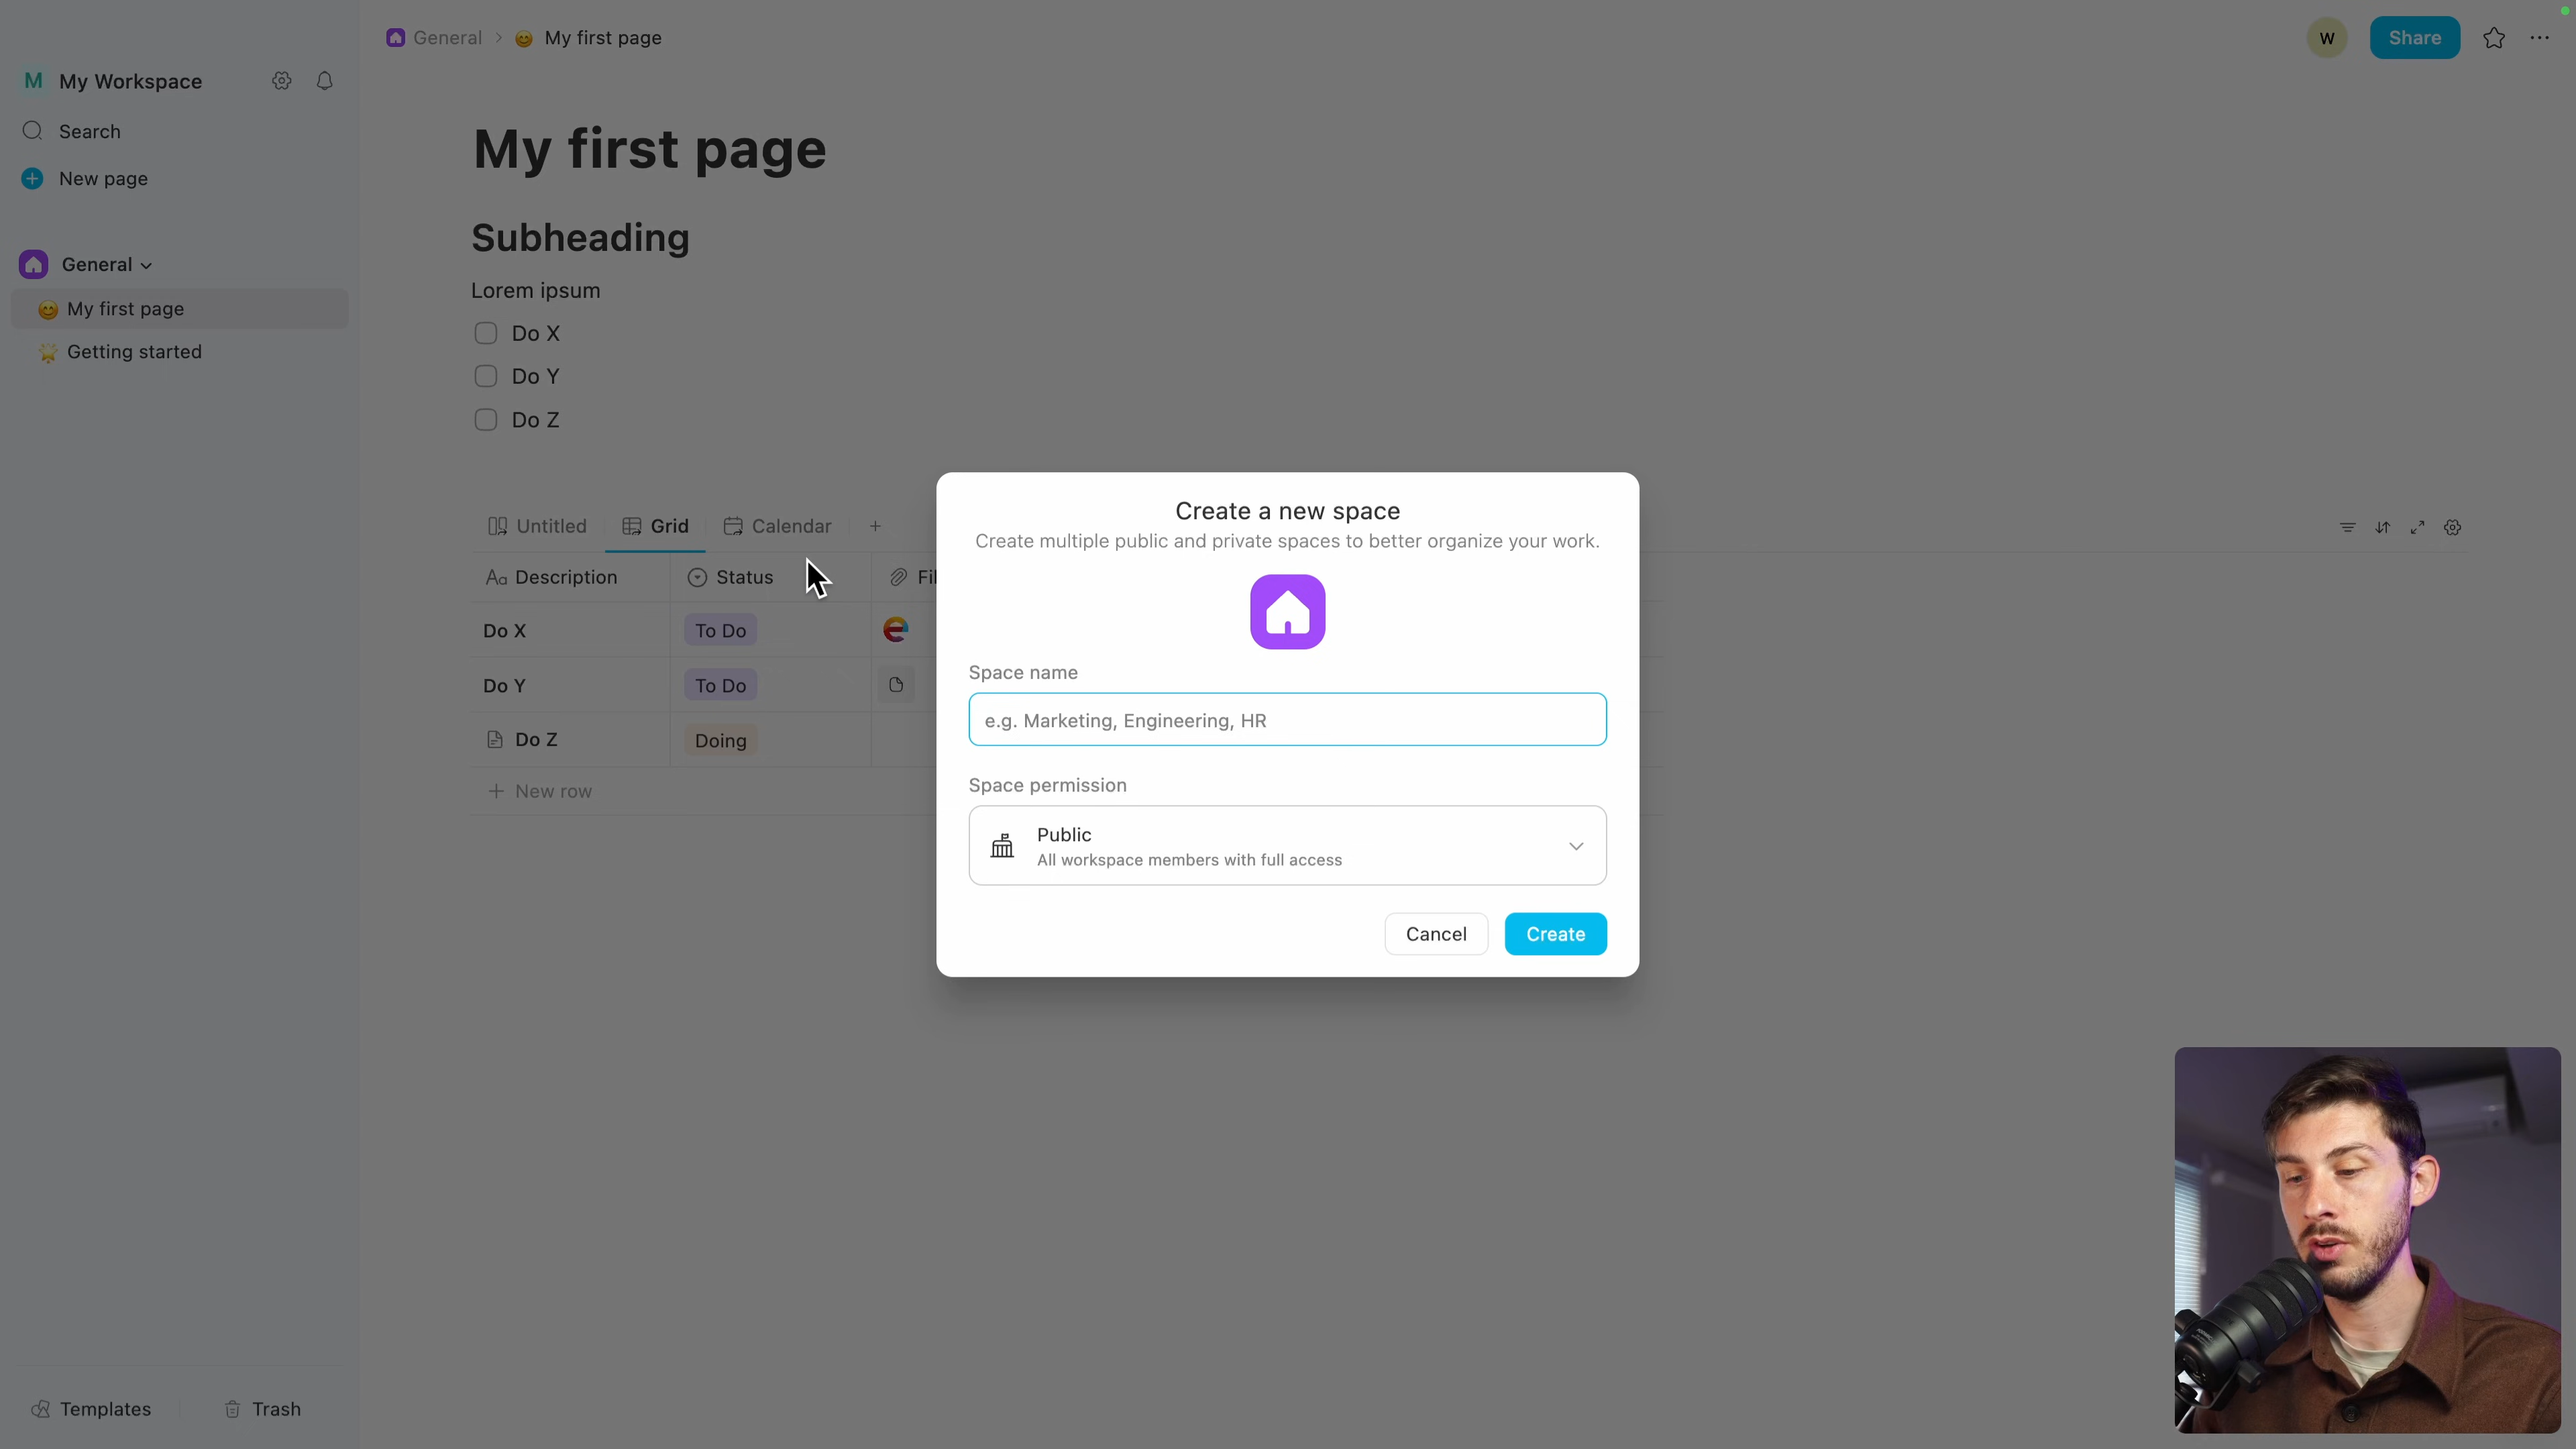 General > My first page
W
Share
M My Workspace
Search
New page
General
My first page
Getting started
My first page
Subheading
Lorem ipsum
Do X
Do Y
Do Z
Untitled Grid Calendar
Aa Description Status Fil
Do X To Do
Do Y To Do
Do Z Doing
+ New row
Create a new space
Create multiple public and private spaces to better organize your work.
Space name
e.g. Marketing, Engineering, HR
Space permission
Public
All workspace members with full access
Cancel Create
Templates Trash